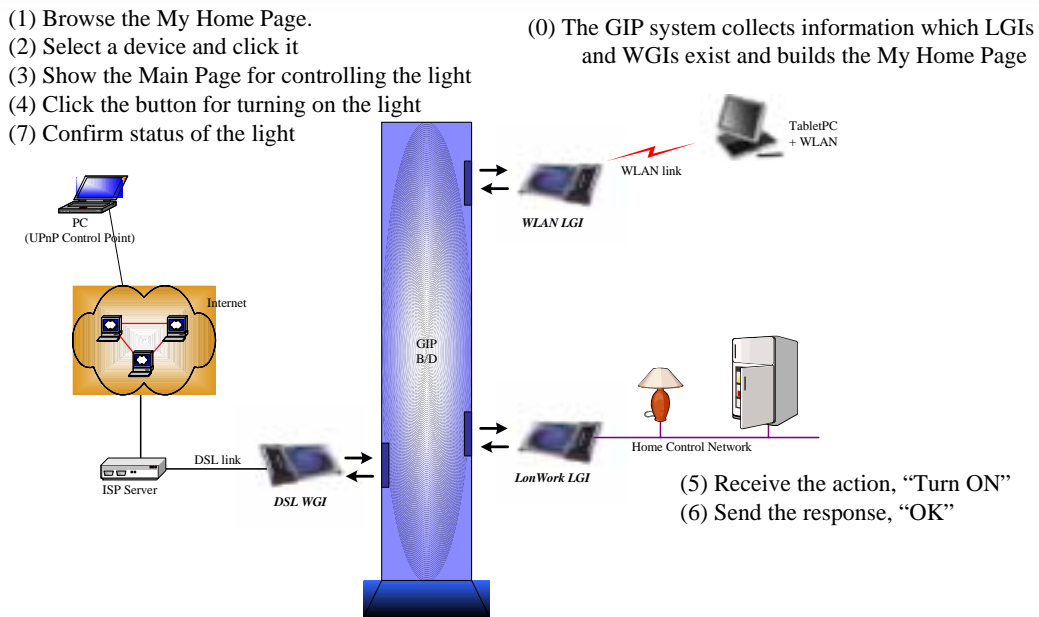 (1) Browse the My Home Page.
(2) Select a device and click it
(3) Show the Main Page for controlling the light
(4) Click the button for turning on the light
(7) Confirm status of the light
(0) The GIP system collects information which LGIs
and WGIs exist and builds the My Home Page
TabletPC
+ WLAN
WLAN link
WLAN LGI
PC
(UPnP Control Point)
Internet
GIP
B/D
DSL link
ISP Server
DSL WGI
LonWork LGI
Home Control Network
(5) Receive the action, “Turn ON”
(6) Send the response, “OK”